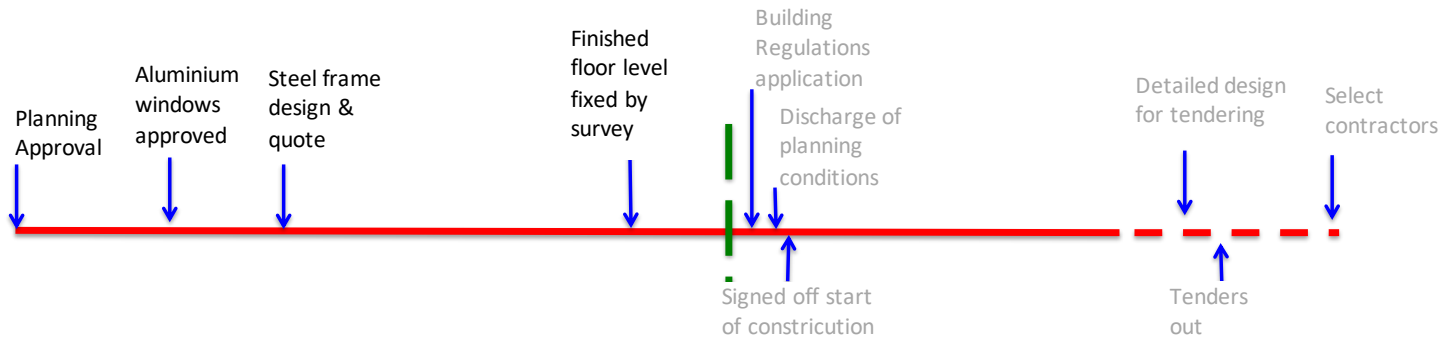 Planning
Approval
Aluminium
windows
approved
Steel frame
design &
quote
Finished
floor level
fixed by
survey
Building
Regulations
application
Discharge of
planning
conditions
Signed off start
of constricution
Detailed design
for tendering
Tenders
out
Select
contractors